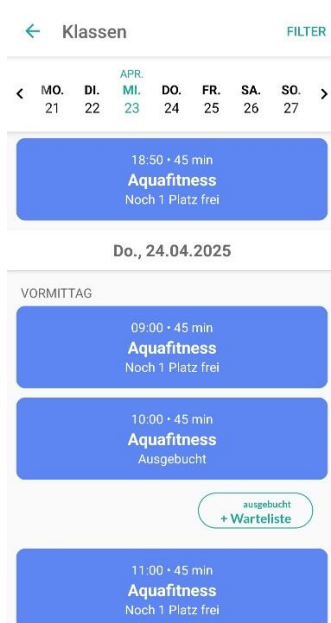 ← Klassen FILTER
APR.
< MO. DI. MI. DO. FR. SA. SO. >
21 22 23 24 25 26 27
18:50 • 45 min
Aquafitness
Noch 1 Platz frei
Do., 24.04.2025
VORMITTAG
09:00 • 45 min
Aquafitness
Noch 1 Platz frei
10:00 • 45 min
Aquafitness
Ausgebucht
ausgebucht
+ Warteliste
11:00 • 45 min
Aquafitness
Noch 1 Platz frei